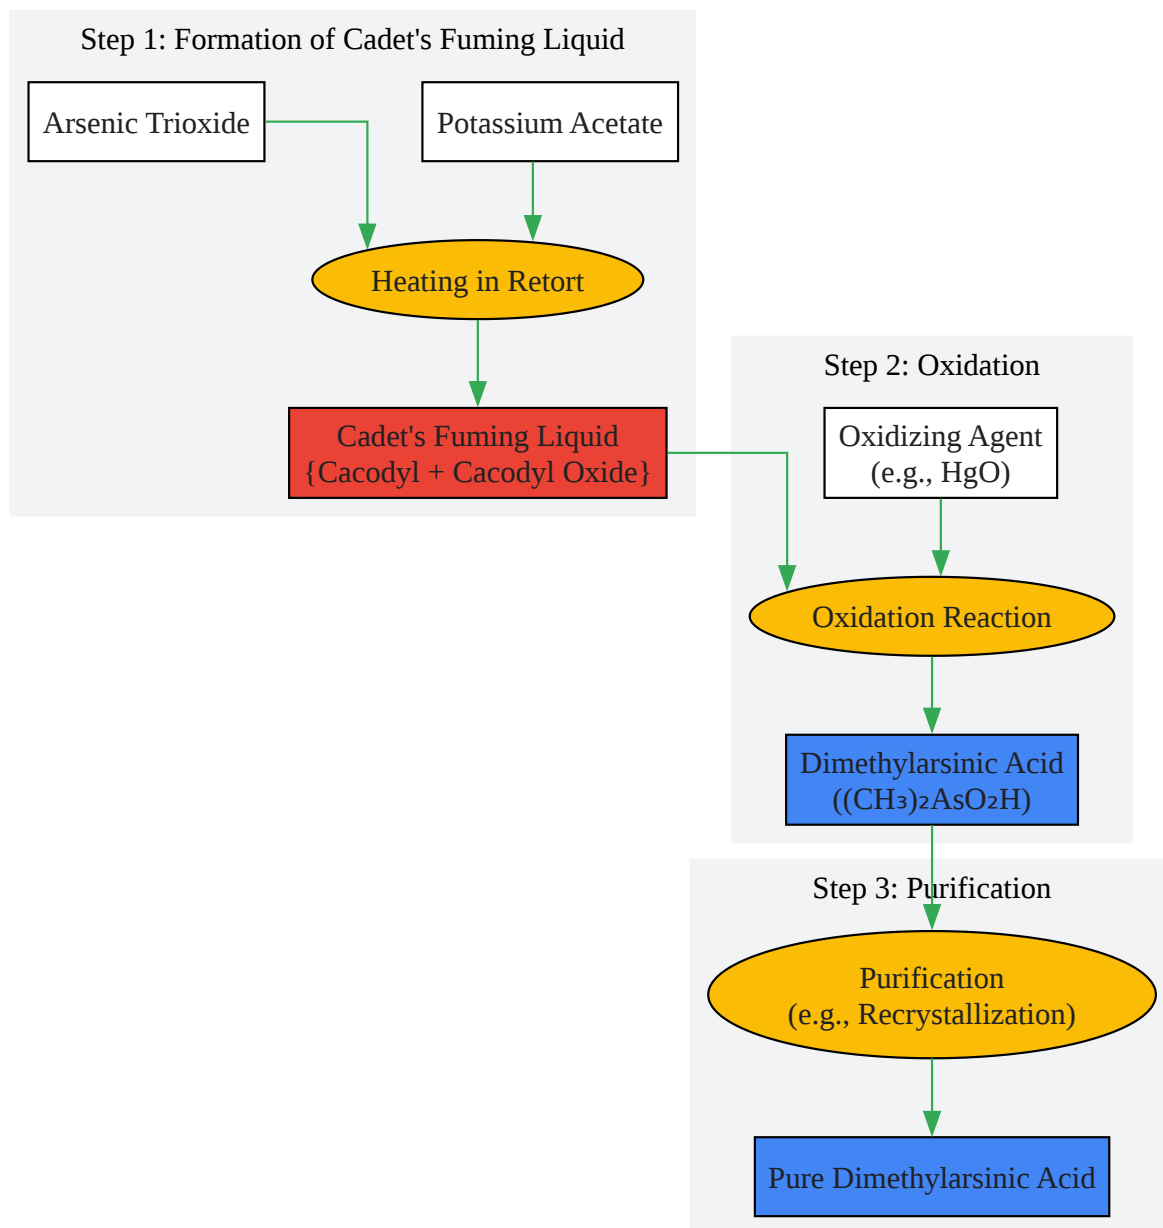 Step 1: Formation of Cadet's Fuming Liquid
Arsenic Trioxide
Potassium Acetate
Heating in Retort
Cadet's Fuming Liquid
{Cacodyl + Cacodyl Oxide}
Step 2: Oxidation
Oxidizing Agent
(e.g., HgO)
Oxidation Reaction
Dimethylarsinic Acid
((CH₃)₂AsO₂H)
Step 3: Purification
Purification
(e.g., Recrystallization)
Pure Dimethylarsinic Acid